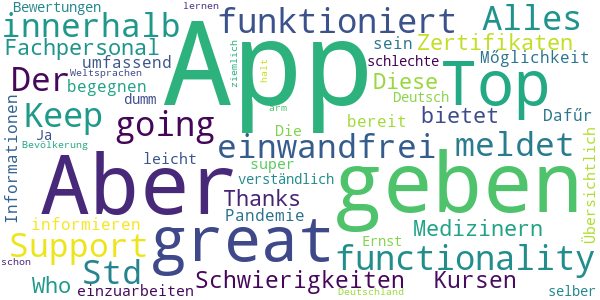 Bewertungen
lernen
innerhalb
funktioniert
Alles
Fachpersonal
App
sein
Zertifikaten
umfassend
schlechte
Möglichkeit
Der
Weltsprachen
ziemlich
halt
Diese
Top
begegnen
dumm
Deutsch
Keep
going
arm
Die
bereit
bietet
Dafür
Informationen
Ja
Bevölkerung
einwandfrei
meldet
leicht
Aber
super
verständlich
geben
Übersichtlich
Thanks
informieren
great
Pandemie
Medizinern
Support
Ernst
functionality
schon
Who
Std
Schwierigkeiten
Kursen
einzuarbeiten
Deutschland
selber